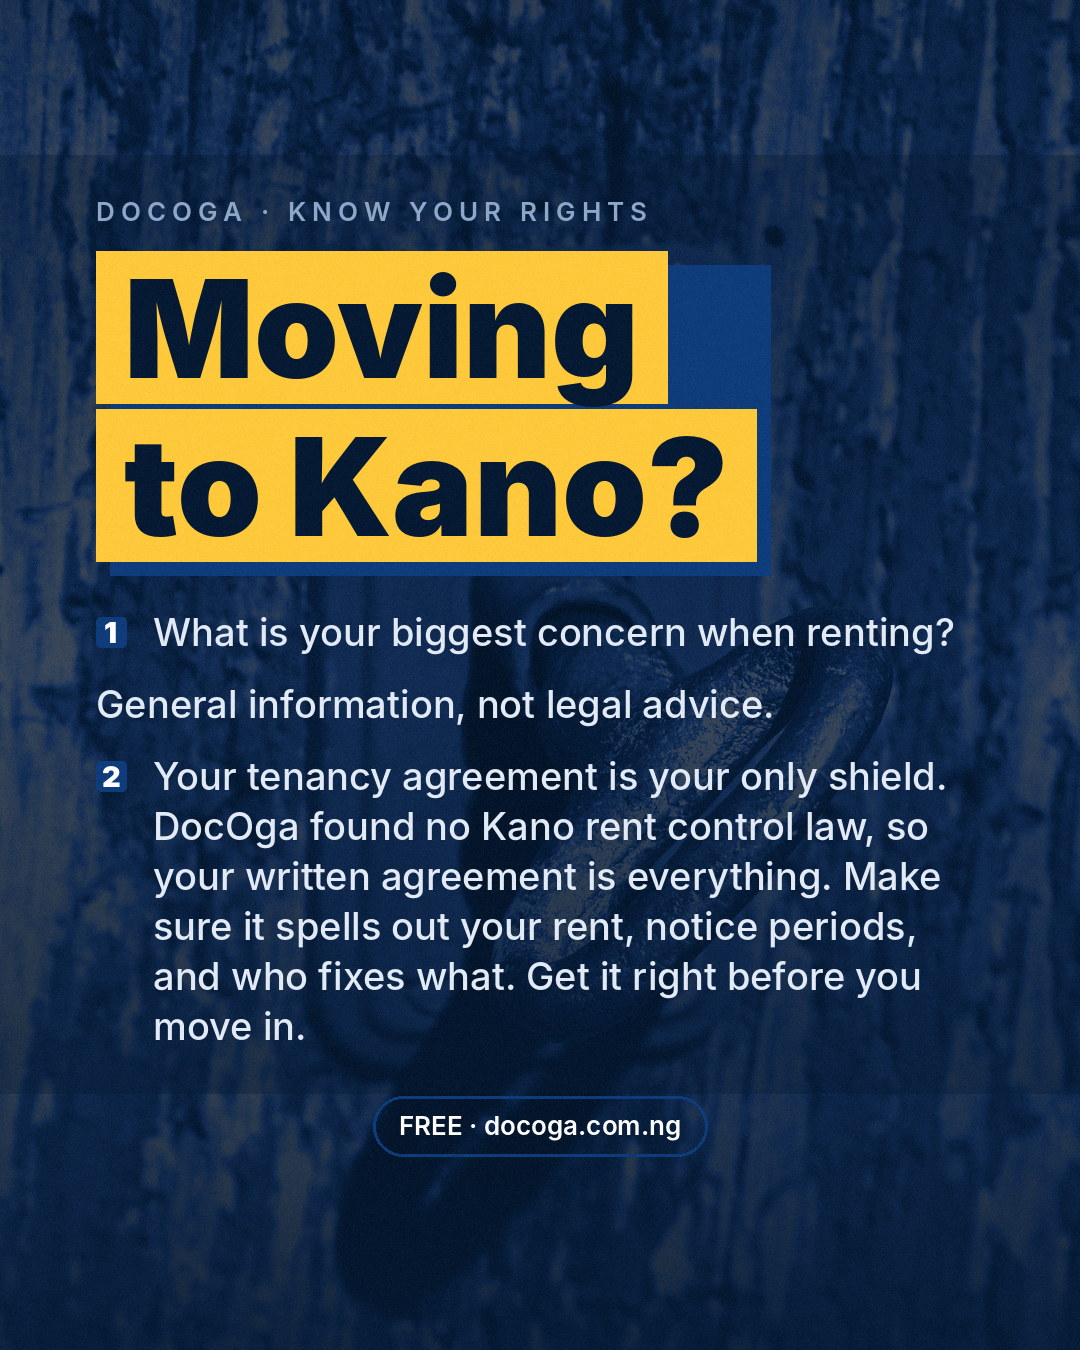 DOCOGA · KNOW YOUR RIGHTS
Moving
to Kano?
1 What is your biggest concern when renting?
General information, not legal advice.
2 Your tenancy agreement is your only shield.
DocOga found no Kano rent control law, so
your written agreement is everything. Make
sure it spells out your rent, notice periods,
and who fixes what. Get it right before you
move in.
FREE · docoga.com.ng